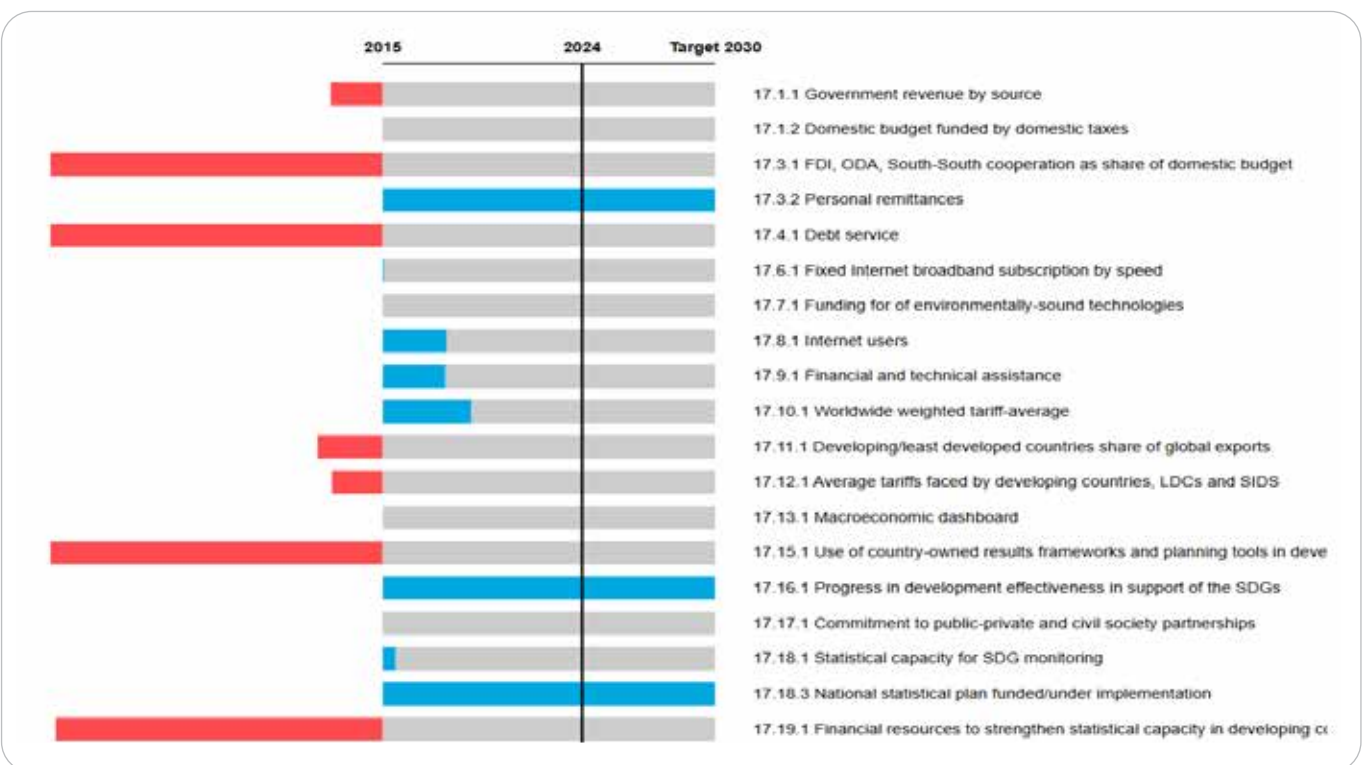 2015 2024 Target 2030
17.1.1 Government revenue by source
17.1.2 Domestic budget funded by domestic taxes
17.3.1 FDI, ODA, South-South cooperation as share of domestic budget
17.3.2 Personal remittances
17.4.1 Debt service
17.6.1 Fixed Internet broadband subscription by speed
17.7.1 Funding for of environmentally-sound technologies
17.8.1 Internet users
17.9.1 Financial and technical assistance
17.10.1 Worldwide weighted tariff-average
17.11.1 Developing/least developed countries share of global exports
17.12.1 Average tariffs faced by developing countries, LDCs and SIDS
17.13.1 Macroeconomic dashboard
17.15.1 Use of country-owned results frameworks and planning tools in deve
17.16.1 Progress in development effectiveness in support of the SDGs
17.17.1 Commitment to public-private and civil society partnerships
17.18.1 Statistical capacity for SDG monitoring
17.18.3 National statistical plan funded/under implementation
17.19.1 Financial resources to strengthen statistical capacity in developing c